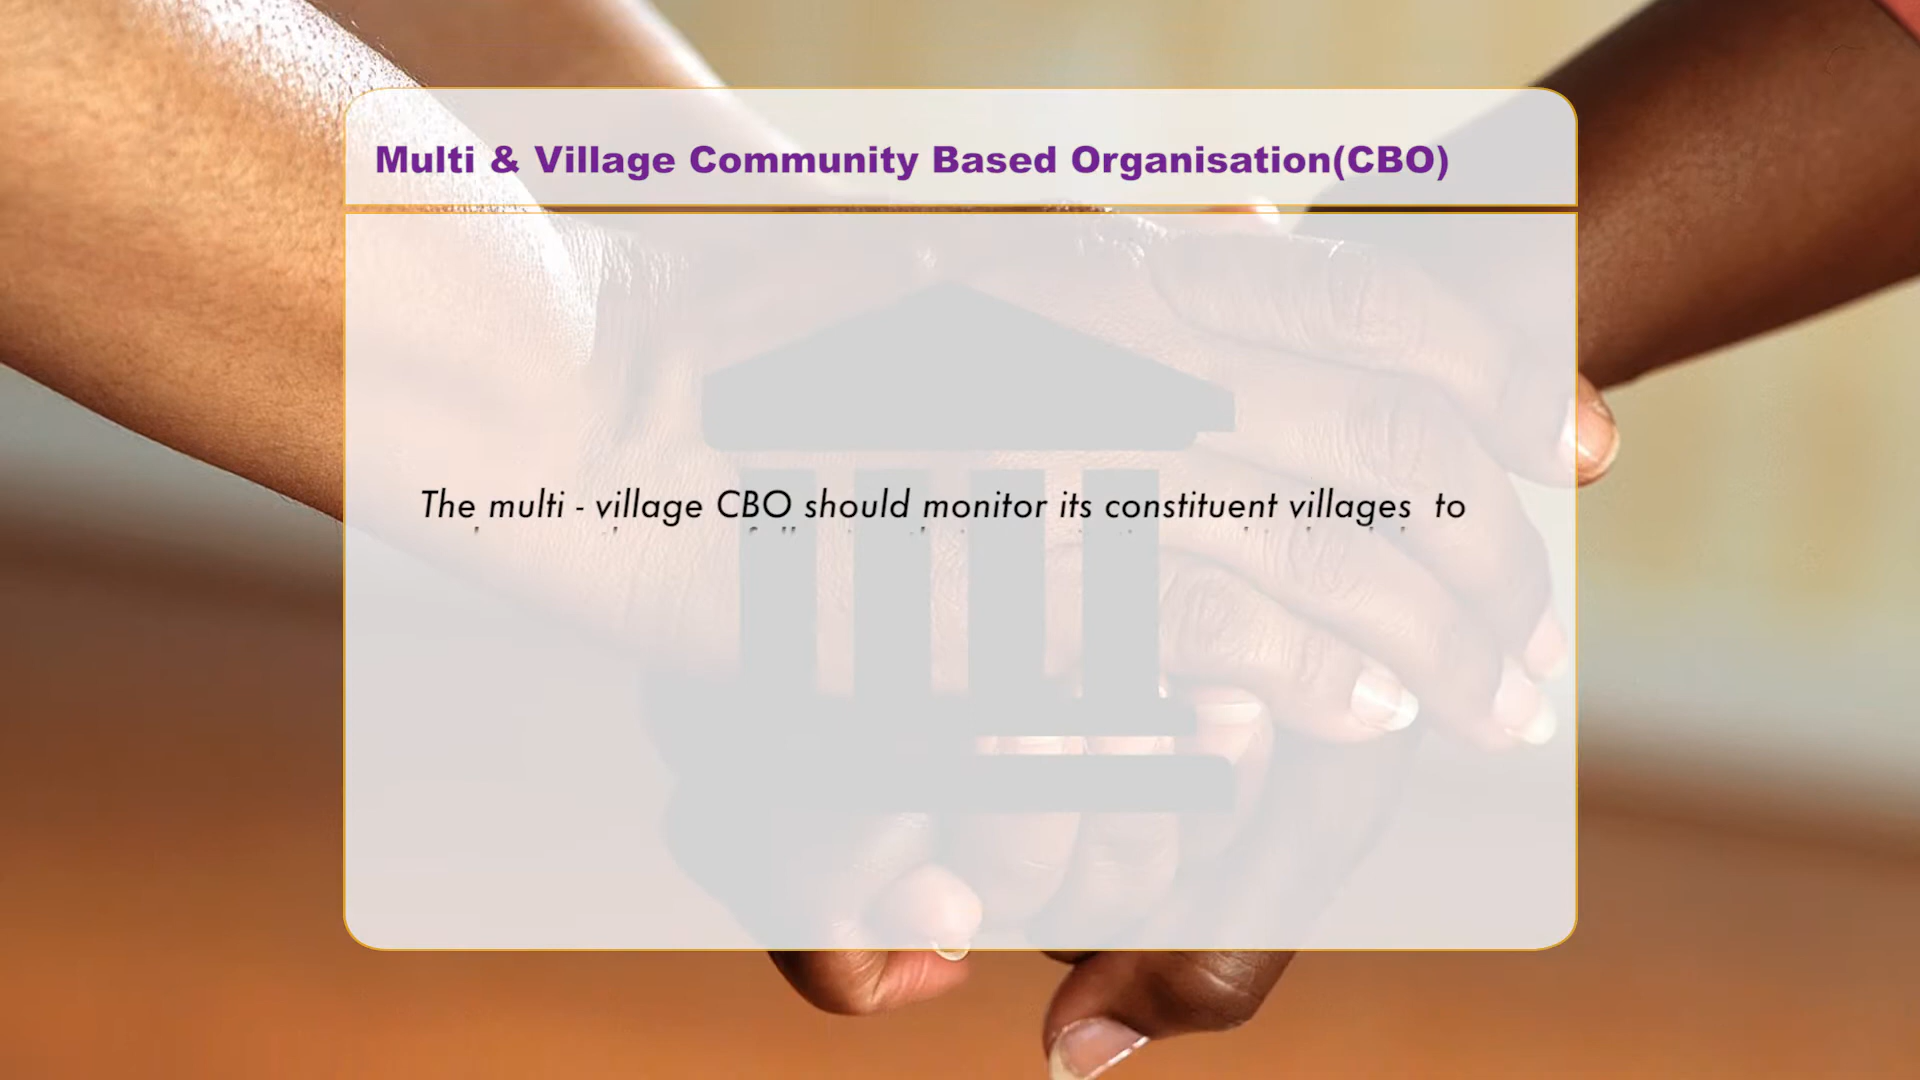 Multi & Village Community Based Organisation(CBO)
The multi - village CBO should monitor its constituent villages  to